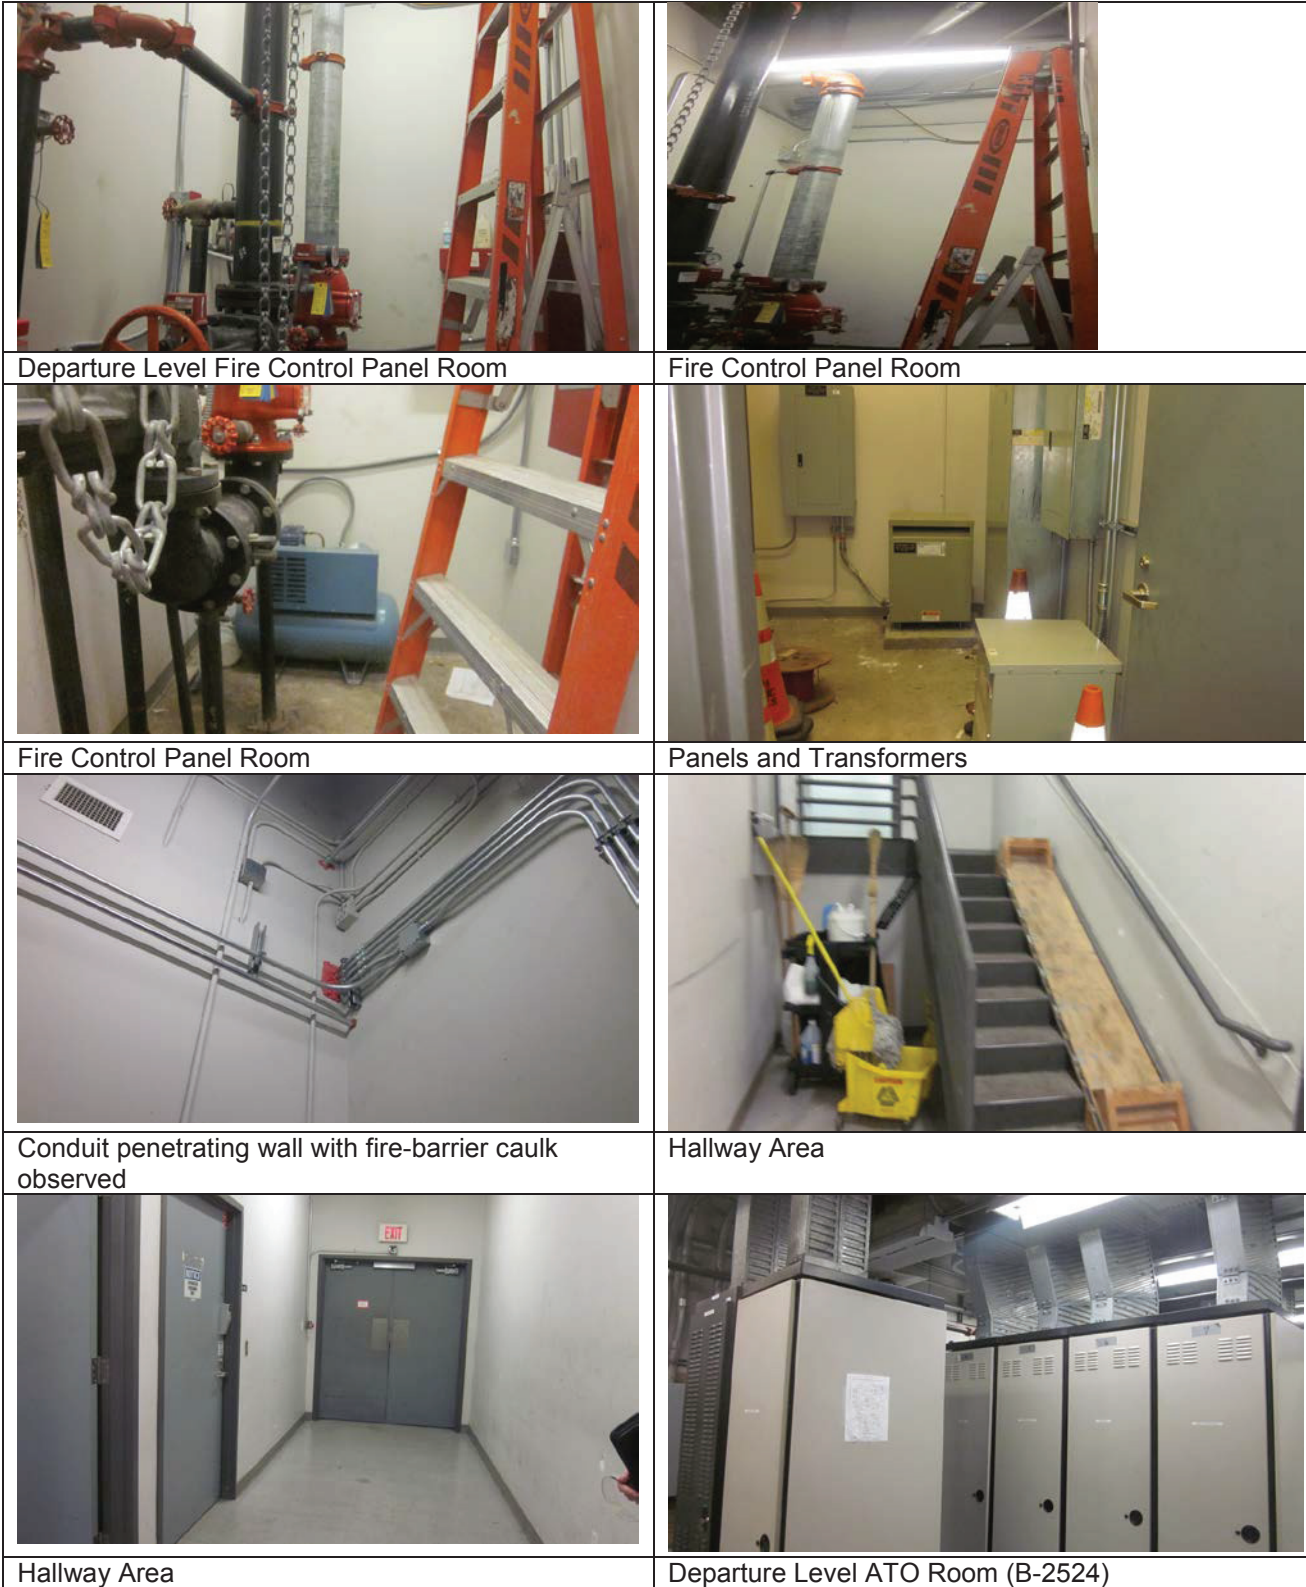 Departure Level Fire Control Panel Room
Fire Control Panel Room
Fire Control Panel Room
Panels and Transformers
Conduit penetrating wall with fire-barrier caulk
observed
Hallway Area
EXIT
Hallway Area
Departure Level ATO Room (B-2524)